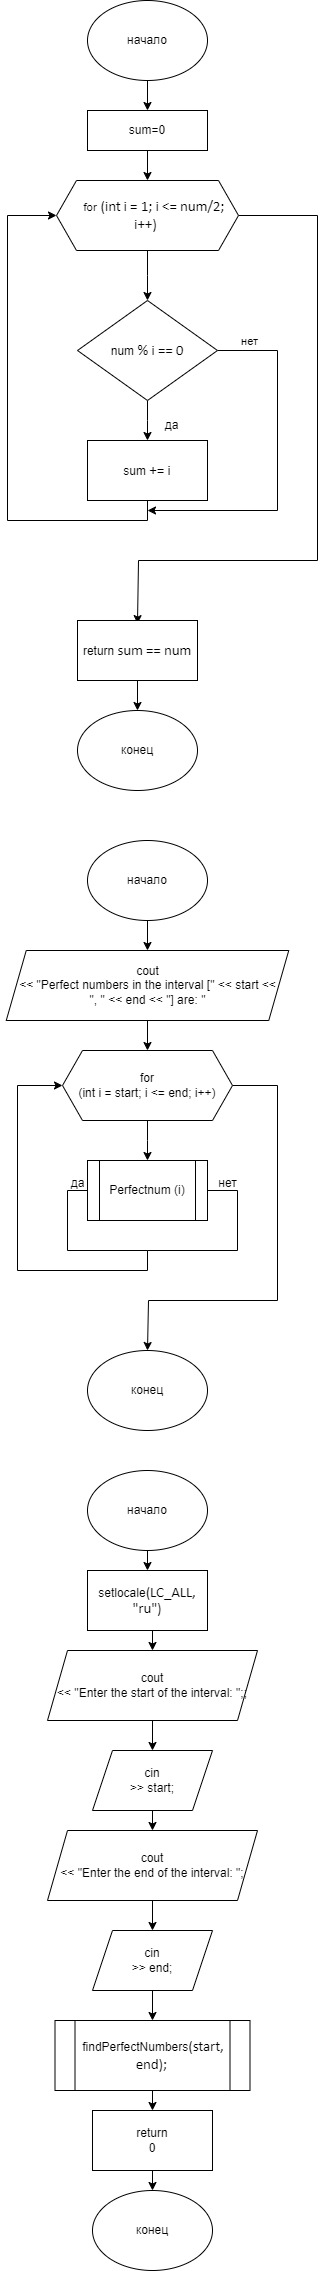 начало
sum=0
for (int i = 1; i <= num/2;
i++)
num % i == 0
нет
да
sum += i
return sum == num
конец
начало
cout
<< "Perfect numbers in the interval [" << start <<
", " << end << "] are: "
for
(int i = start; i <= end; i++)
да
Perfectnum (i)
нет
конец
начало
setlocale(LC_ALL,
"ru")
cout
<< "Enter the start of the interval: ";;
cin
>> start;
cout
<< "Enter the end of the interval: ";
cin
>> end;
findPerfectNumbers(start,
end);
return
0
конец